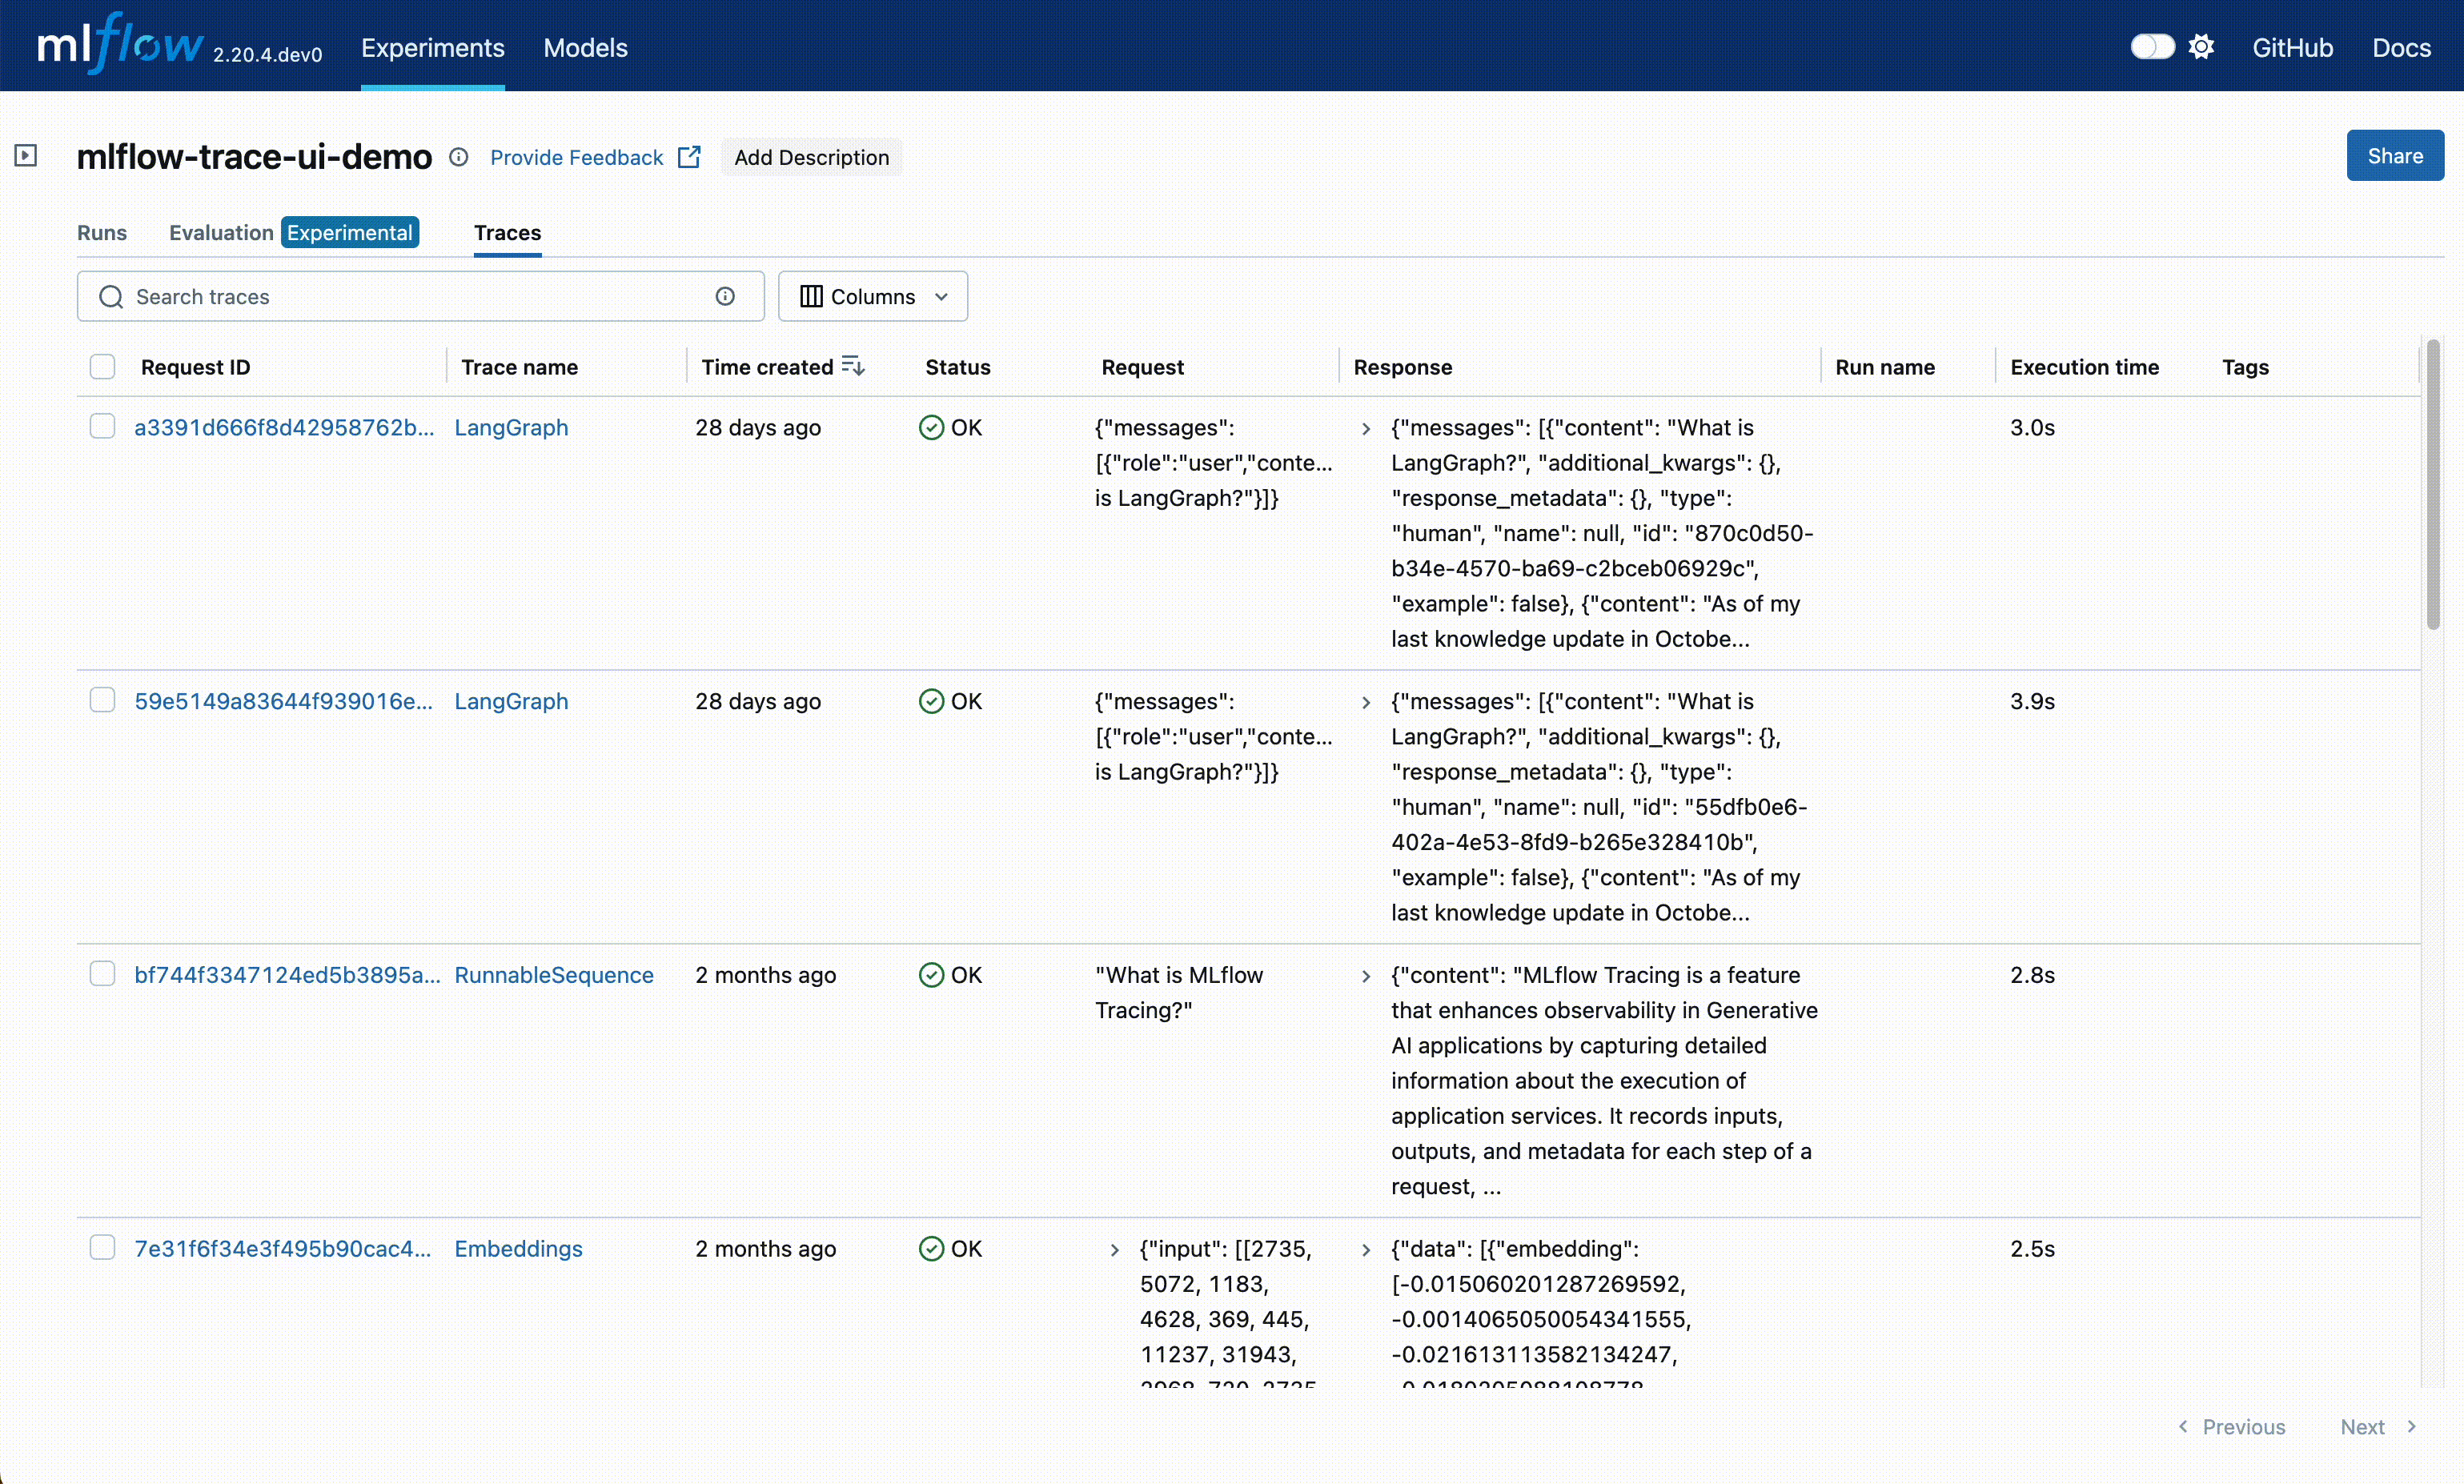 mlflow 2.20.4.dev0 Experiments Models GitHub Docs
mlflow-trace-ui-demo Provide Feedback Add Description Share
Runs Evaluation Experimental Traces
Search traces Columns
Request ID Trace name Time created Status Request Response Run name Execution time Tags
a3391d666f8d42958762b... LangGraph 28 days ago OK {"messages": {"messages": [{"content": "What is 3.0s
[{"role":"user","conte... LangGraph?", "additional_kwargs": {},
is LangGraph?"}]} "response_metadata": {}, "type":
"human", "name": null, "id": "870c0d50-
b34e-4570-ba69-c2bceb06929c",
"example": false}, {"content": "As of my
last knowledge update in Octobe...
59e5149a83644f939016e... LangGraph 28 days ago OK {"messages": {"messages": [{"content": "What is 3.9s
[{"role":"user","conte... LangGraph?", "additional_kwargs": {},
is LangGraph?"}]} "response_metadata": {}, "type":
"human", "name": null, "id": "55dfb0e6-
402a-4e53-8fd9-b265e328410b",
"example": false}, {"content": "As of my
last knowledge update in Octobe...
bf744f3347124ed5b3895a... RunnableSequence 2 months ago OK "What is MLflow {"content": "MLflow Tracing is a feature 2.8s
Tracing?" that enhances observability in Generative
AI applications by capturing detailed
information about the execution of
application services. It records inputs,
outputs, and metadata for each step of a
request, ...
7e31f6f34e3f495b90cac4... Embeddings 2 months ago OK {"input": [[2735, {"data": [{"embedding": 2.5s
5072, 1183, [-0.015060201287269592,
4628, 369, 445, -0.0014065050054341555,
11237, 31943, -0.021613113582134247,
Previous Next